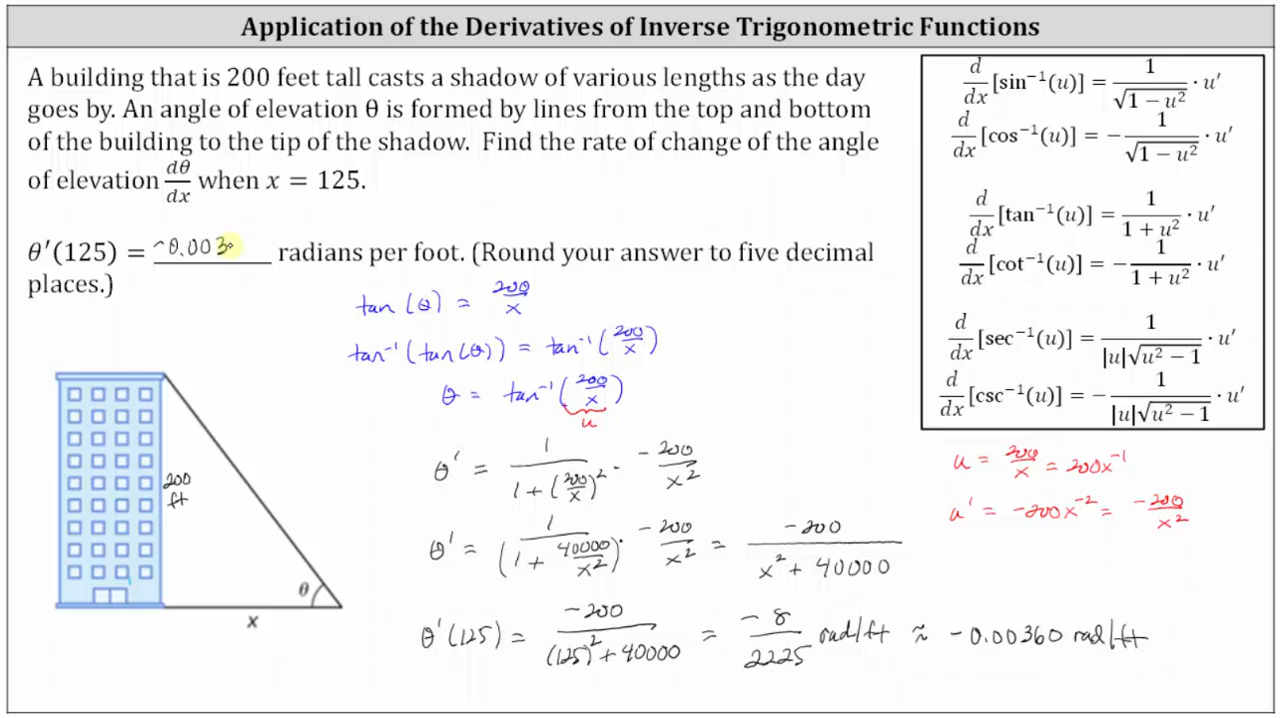 Application of the Derivatives of Inverse Trigonometric Functions
A building that is 200 feet tall casts a shadow of various lengths as the day
goes by. An angle of elevation θ is formed by lines from the top and bottom
of the building to the tip of the shadow. Find the rate of change of the angle
of elevation dθ/dx when x = 125.
θ′(125) = -0.003 radians per foot. (Round your answer to five decimal
places.)
tan(θ) = 200/x
tan⁻¹(tan(θ)) = tan⁻¹(200/x)
θ = tan⁻¹(200/x)
u
θ' = 1/(1 + (200/x)²) · -200/x²
θ' = 1/(1 + 40000/x²) · -200/x² = -200/(x² + 40000)
θ'(125) = -200/((125)² + 40000) = -8/2225 rad/ft ≈ -0.00360 rad/ft
200
ft
θ
x
d/dx [sin⁻¹(u)] = 1/√(1 − u²) · u′
d/dx [cos⁻¹(u)] = − 1/√(1 − u²) · u′
d/dx [tan⁻¹(u)] = 1/(1 + u²) · u′
d/dx [cot⁻¹(u)] = − 1/(1 + u²) · u′
d/dx [sec⁻¹(u)] = 1/(|u|√(u² − 1)) · u′
d/dx [csc⁻¹(u)] = − 1/(|u|√(u² − 1)) · u′
u = 200/x = 200x⁻¹
u' = -200x⁻² = -200/x²